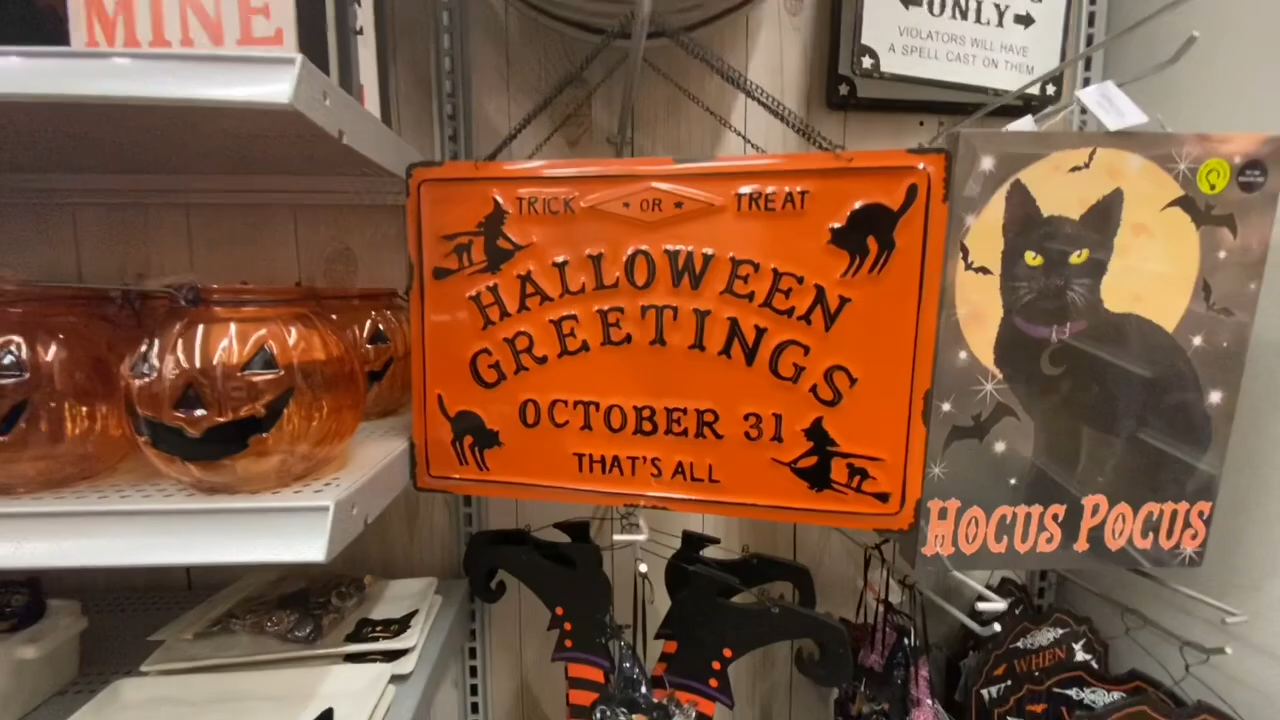 MINE
ONLY
VIOLATORS WILL HAVE
A SPELL CAST ON THEM
TRICK OR TREAT
HALLOWEEN
GREETINGS
OCTOBER 31
THAT'S ALL
HOCUS POCUS
WHEN